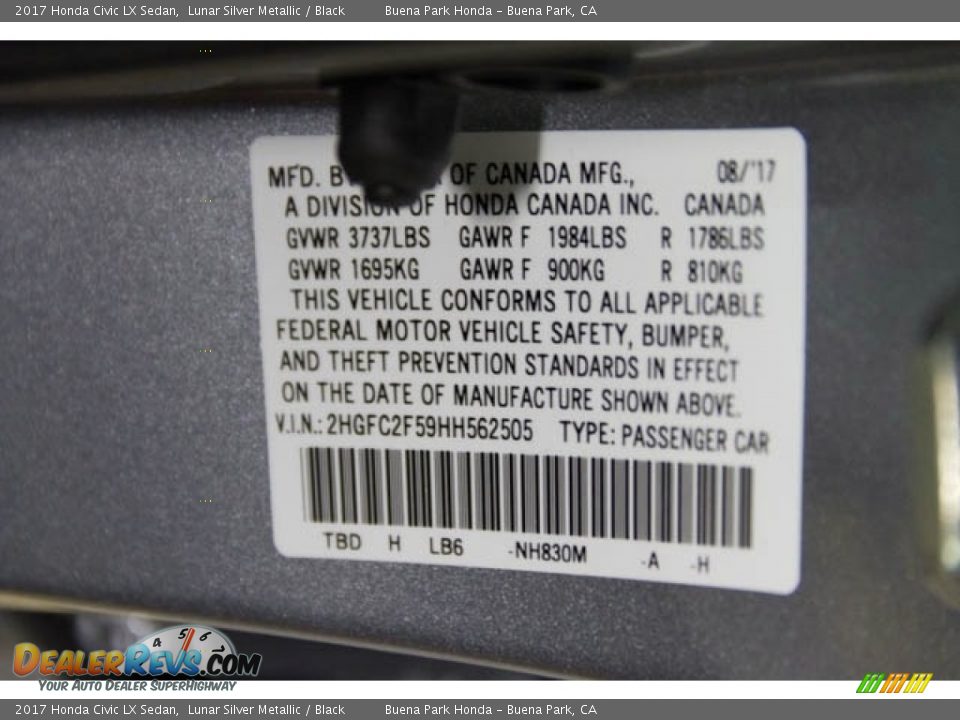 2017 Honda Civic LX Sedan, Lunar Silver Metallic / Black Buena Park Honda – Buena Park, CA
MFD. B OF CANADA MFG., 08/'17
A DIVISION OF HONDA CANADA INC. CANADA
GVWR 3737LBS GAWR F 1984LBS R 1786LBS
GVWR 1695KG GAWR F 900KG R 810KG
THIS VEHICLE CONFORMS TO ALL APPLICABLE
FEDERAL MOTOR VEHICLE SAFETY, BUMPER,
AND THEFT PREVENTION STANDARDS IN EFFECT
ON THE DATE OF MANUFACTURE SHOWN ABOVE.
V.I.N.: 2HGFC2F59HH562505 TYPE: PASSENGER CAR
TBD H LB6 -NH830M -A -H
4 5 6
DEALERREVS.COM
YOUR AUTO DEALER SUPERHIGHWAY
2017 Honda Civic LX Sedan, Lunar Silver Metallic / Black Buena Park Honda – Buena Park, CA